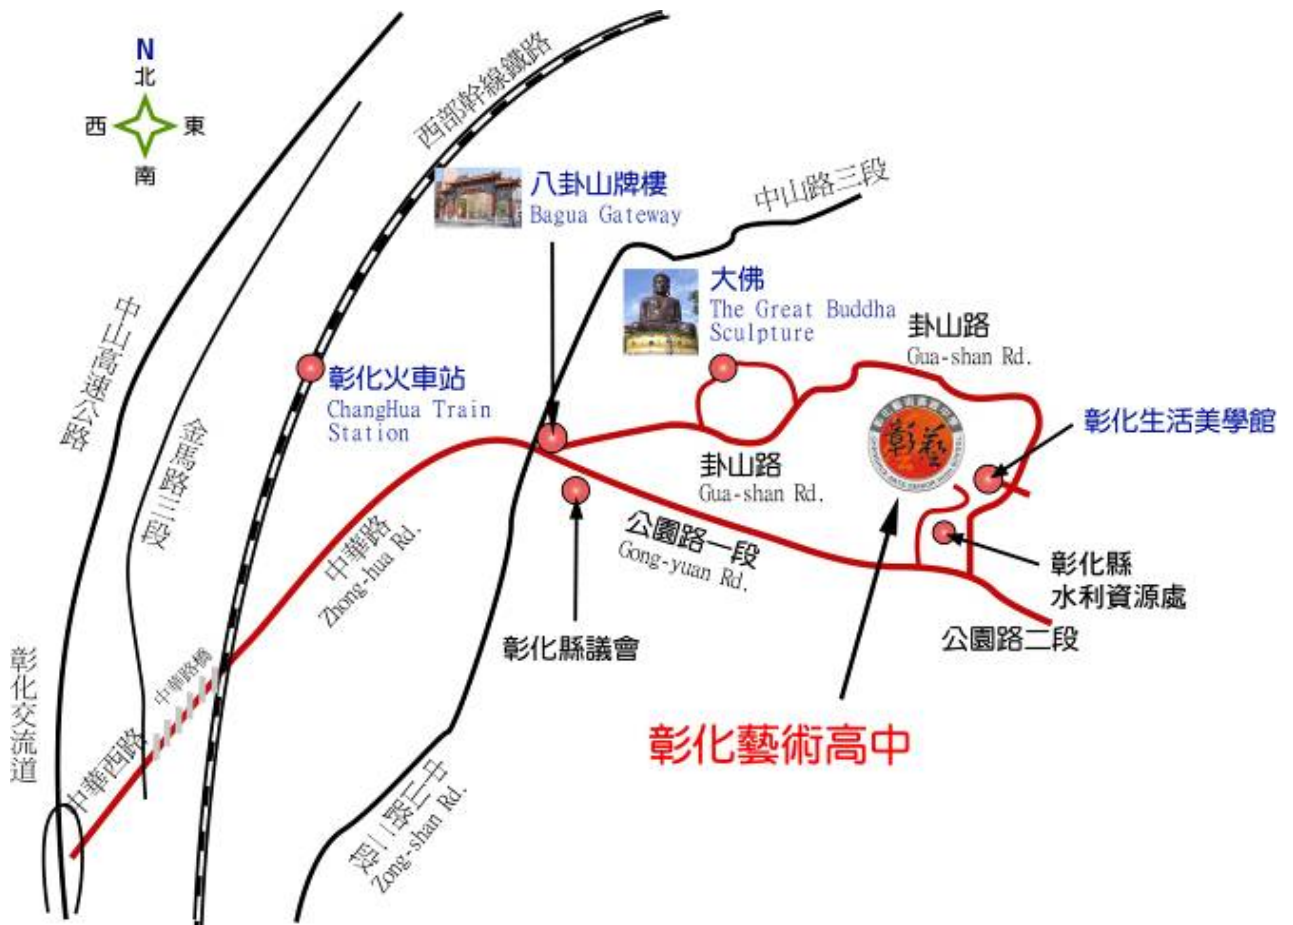 N
北
西
東
南
西部幹線鐵路
八卦山牌樓
Bagua Gateway
中山路三段
大佛
The Great Buddha
Sculpture
卦山路
Gua-shan Rd.
中山高速公路
金馬路三段
彰化火車站
ChangHua Train
Station
彰化生活美學館
卦山路
Gua-shan Rd.
彰藝
公園路一段
Gong-yuan Rd.
中華路
Zhong-hua Rd.
彰化縣
水利資源處
彰化縣議會
公園路二段
中華路橋
彰化交流道
中華西路
彰化藝術高中
中山路二段
Zong-shan Rd.